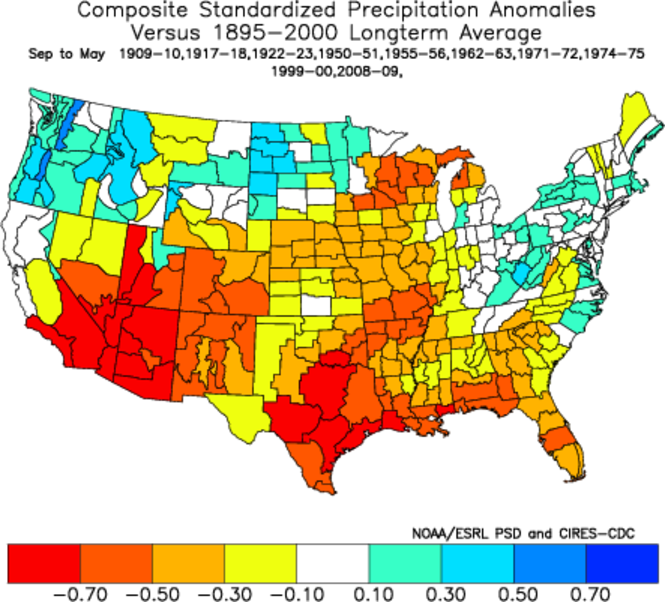 Composite Standardized Precipitation Anomalies
Versus 1895-2000 Longterm Average
Sep to May 1909-10,1917-18,1922-23,1950-51,1955-56,1962-63,1971-72,1974-75
1999-00,2008-09,
NOAA/ESRL PSD and CIRES-CDC
-0.70 -0.50 -0.30 -0.10 0.10 0.30 0.50 0.70